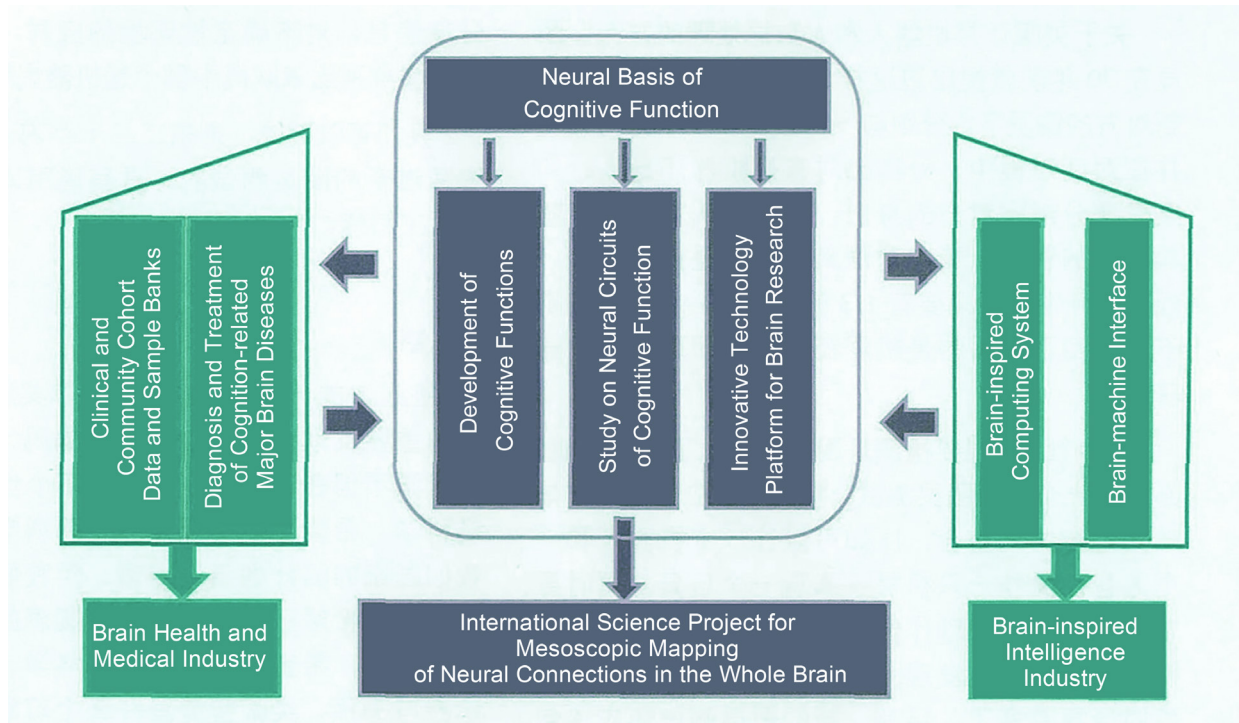 Neural Basis of
Cognitive Function
Clinical and
Community Cohort
Data and Sample Banks
Diagnosis and Treatment
of Cognition-related
Major Brain Diseases
Development of
Cognitive Functions
Study on Neural Circuits
of Cognitive Function
Innovative Technology
Platform for Brain Research
Brain-inspired
Computing System
Brain-machine Interface
Brain Health and
Medical Industry
International Science Project for
Mesoscopic Mapping
of Neural Connections in the Whole Brain
Brain-inspired
Intelligence
Industry